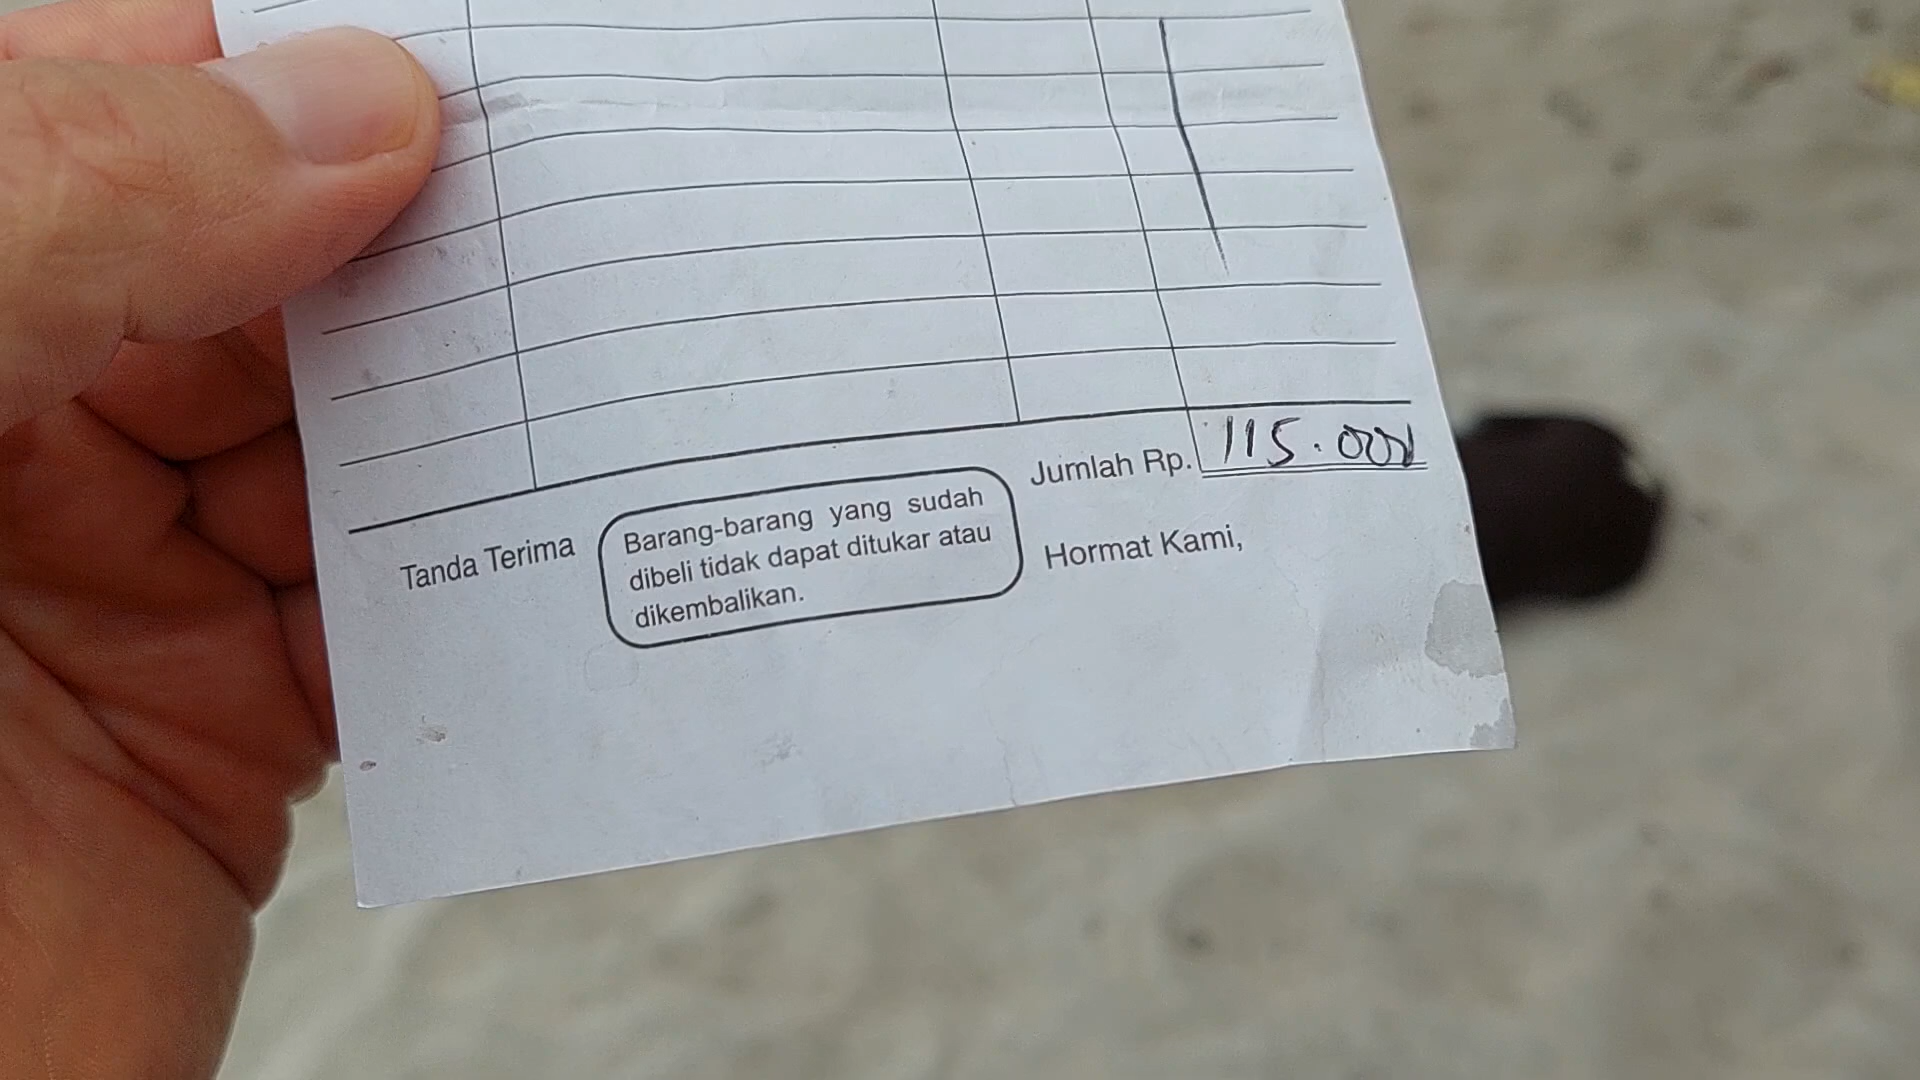 Jumlah Rp. 115.000
Tanda Terima
Barang-barang yang sudah
dibeli tidak dapat ditukar atau
dikembalikan.
Hormat Kami,